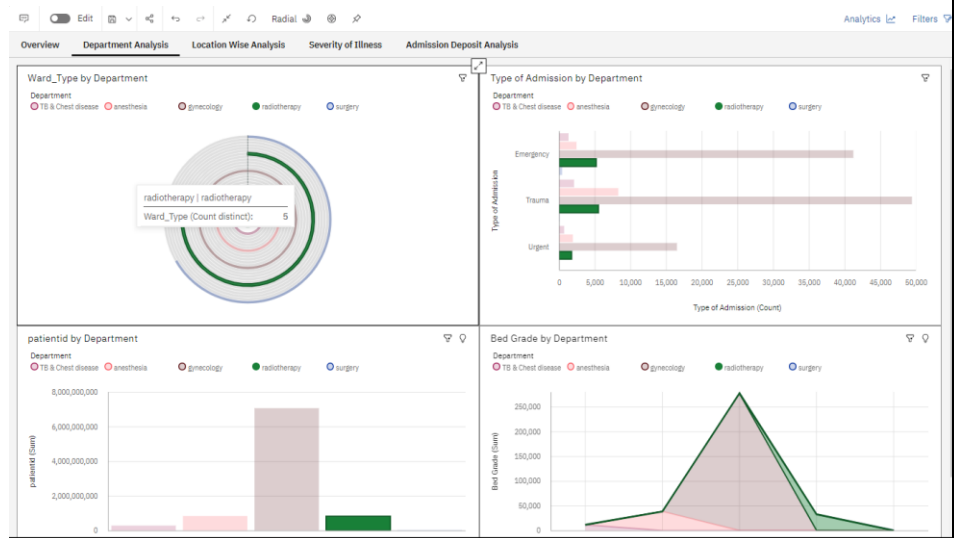 Edit Radial Analytics Filters
Overview Department Analysis Location Wise Analysis Severity of Illness Admission Deposit Analysis
Ward_Type by Department
Department
TB & Chest disease anesthesia gynecology radiotherapy surgery
radiotherapy | radiotherapy
Ward_Type (Count distinct): 5
Type of Admission by Department
Department
TB & Chest disease anesthesia gynecology radiotherapy surgery
Type of Admission
Emergency
Trauma
Urgent
0 5,000 10,000 15,000 20,000 25,000 30,000 35,000 40,000 45,000 50,000
Type of Admission (Count)
patientid by Department
Department
TB & Chest disease anesthesia gynecology radiotherapy surgery
patientid (Sum)
8,000,000,000
6,000,000,000
4,000,000,000
2,000,000,000
0
Bed Grade by Department
Department
TB & Chest disease anesthesia gynecology radiotherapy surgery
Bed Grade (Sum)
250,000
200,000
150,000
100,000
50,000
0